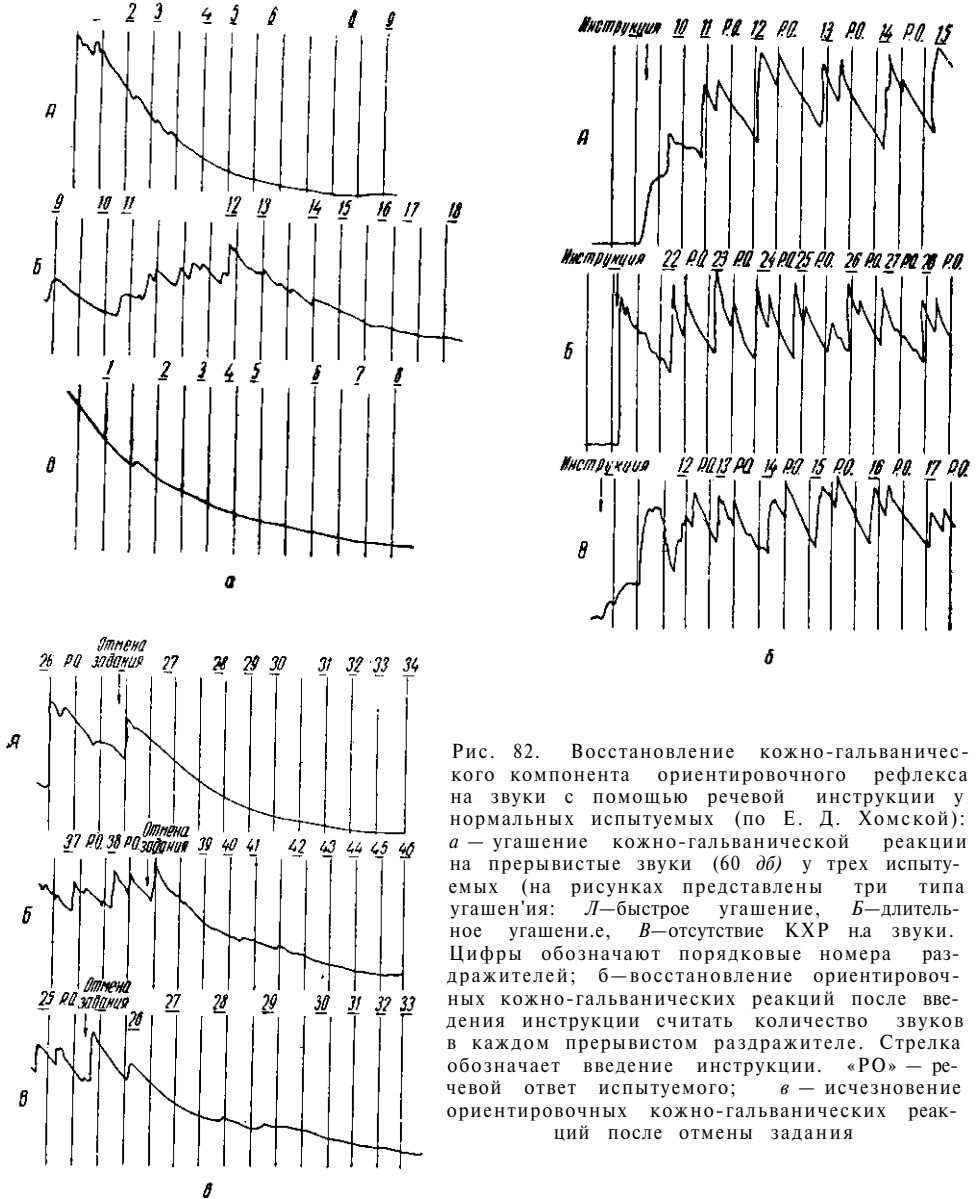 2 3 4 5 6 8 9
А
9 10 11 12 13 14 15 16 17 18
Б
1 2 3 4 5 6 7 8
В
а
Инструкция 10 11 Р.О. 12 Р.О. 13 Р.О. 14 Р.О. 15
А
Инструкция 22 Р.О. 23 Р.О. 24 Р.О. 25 Р.О. 26 Р.О. 27 Р.О. 28 Р.О.
Б
Инструкция 12 Р.О. 13 Р.О. 14 Р.О. 15 Р.О. 16 Р.О. 17 Р.О.
В
б
Отмена
26 Р.О. задания 27 28 29 30 31 32 33 34
А
Отмена
37 Р.О. 38 Р.О. задания 39 40 41 42 43 44 45 46
Б
Отмена
25 Р.О. задания 26 27 28 29 30 31 32 33
В
в
Рис. 82. Восстановление кожно-гальваничес-
кого компонента ориентировочного рефлекса
на звуки с помощью речевой инструкции у
нормальных испытуемых (по Е. Д. Хомской):
а — угашение кожно-гальванической реакции
на прерывистые звуки (60 дб) у трех испыту-
емых (на рисунках представлены три типа
угашен'ия: Л—быстрое угашение, Б—длитель-
ное угашени.е, В—отсутствие КХР н.а звуки.
Цифры обозначают порядковые номера раз-
дражителей; б—восстановление ориентировоч-
ных кожно-гальванических реакций после вве-
дения инструкции считать количество звуков
в каждом прерывистом раздражителе. Стрелка
обозначает введение инструкции. «РО» — ре-
чевой ответ испытуемого; в — исчезновение
ориентировочных кожно-гальванических реак-
ций после отмены задания